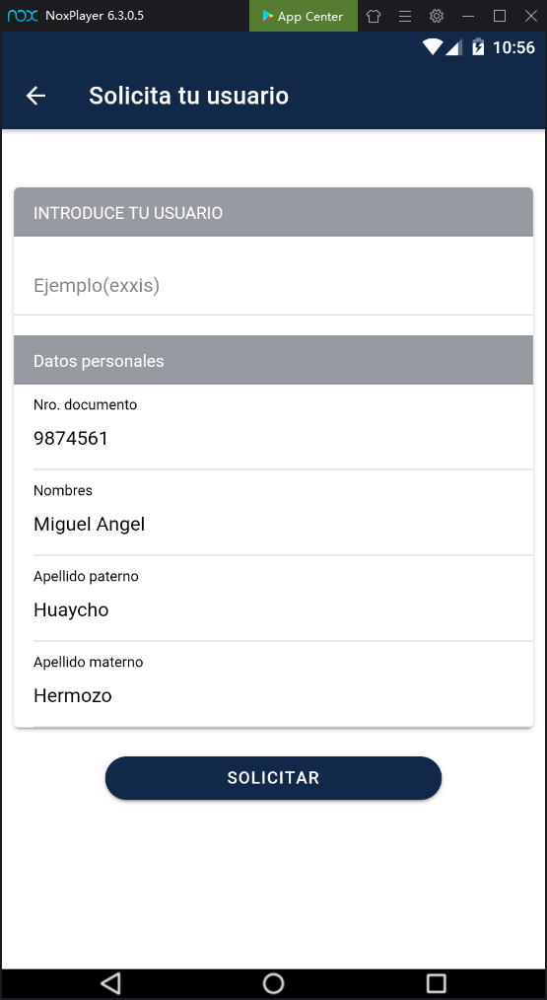 nox NoxPlayer 6.3.0.5 App Center
10:56
Solicita tu usuario
INTRODUCE TU USUARIO
Ejemplo(exxis)
Datos personales
Nro. documento
9874561
Nombres
Miguel Angel
Apellido paterno
Huaycho
Apellido materno
Hermozo
SOLICITAR